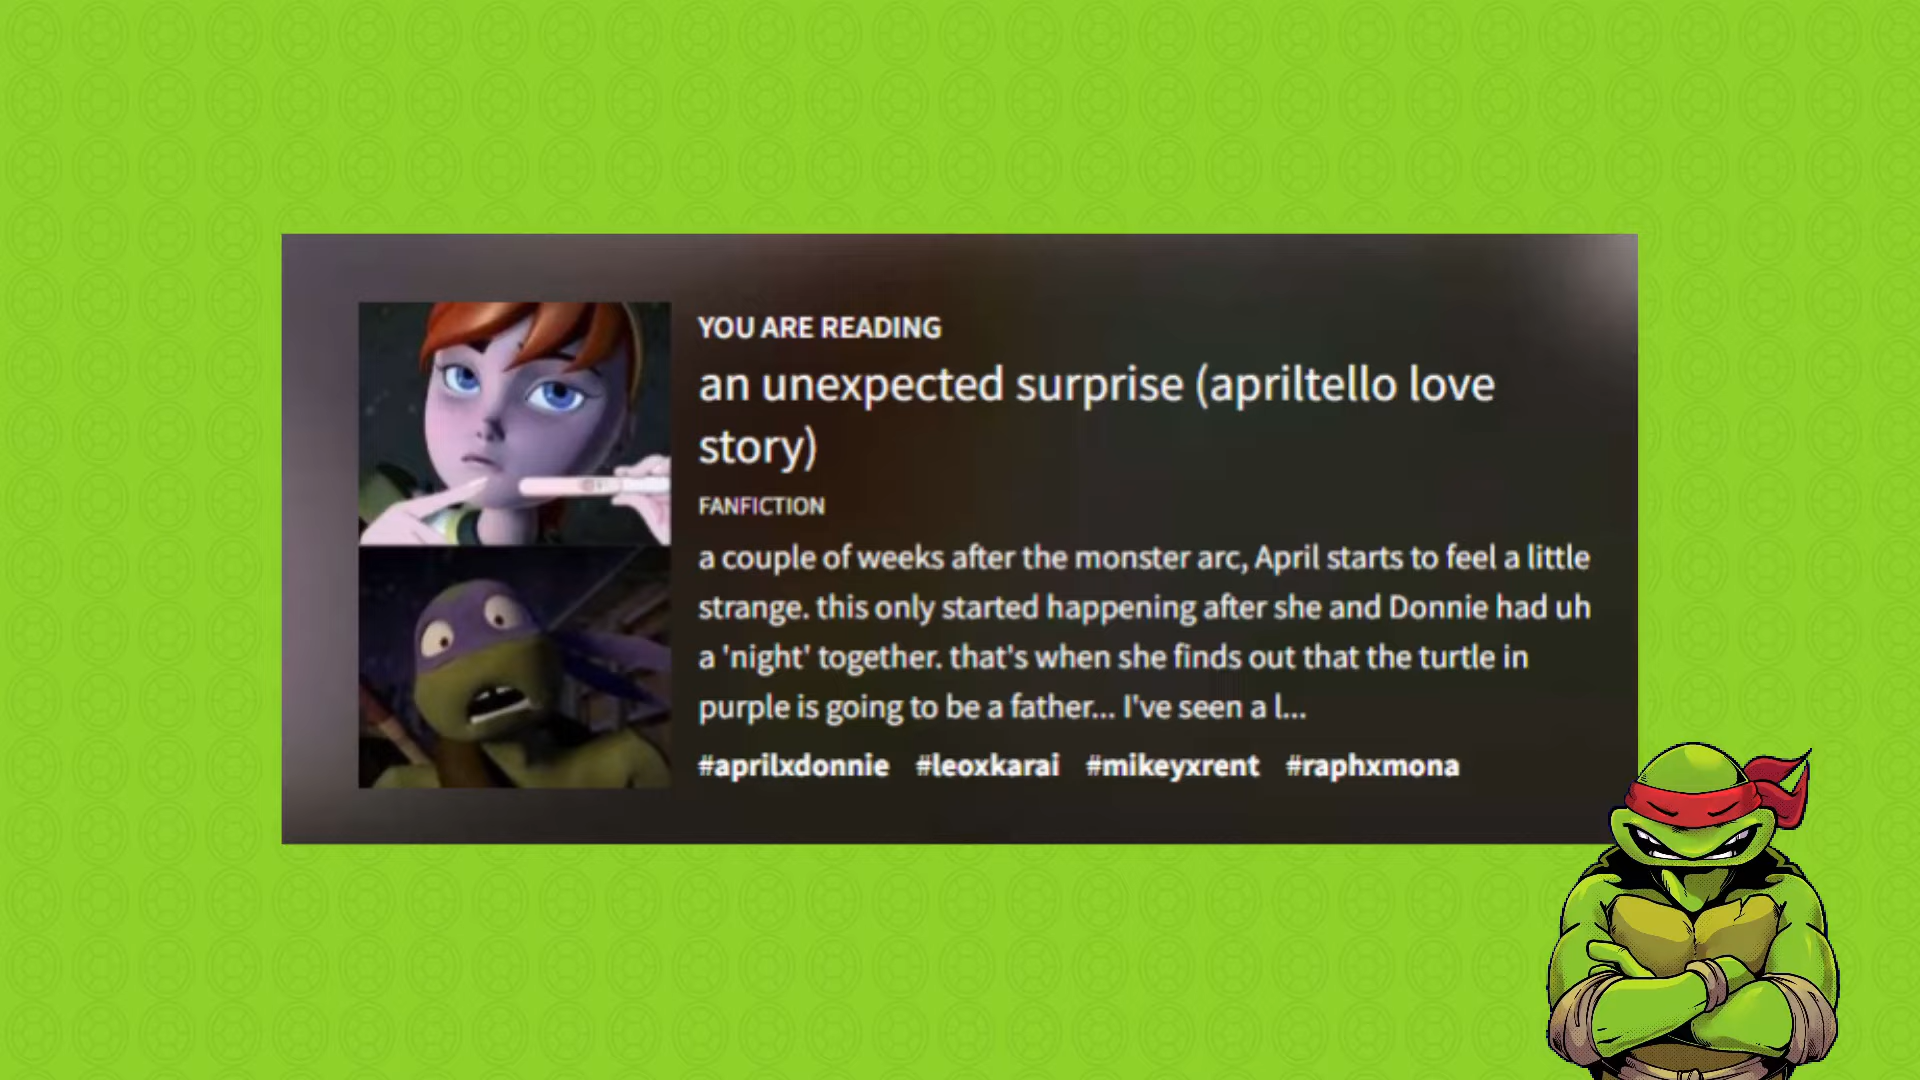 YOU ARE READING
an unexpected surprise (apriltello love
story)
FANFICTION
a couple of weeks after the monster arc, April starts to feel a little
strange. this only started happening after she and Donnie had uh
a 'night' together. that's when she finds out that the turtle in
purple is going to be a father... I've seen a l...
#aprilxdonnie #leoxkarai #mikeyxrent #raphxmona